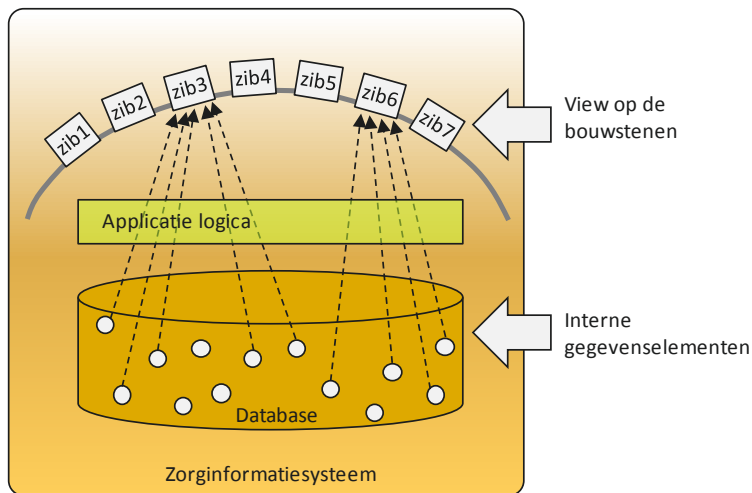 zib1
zib2
zib3
zib4
zib5
zib6
zib7
View op de
bouwstenen
Applicatie logica
Interne
gegevenselementen
Database
Zorginformatiesysteem